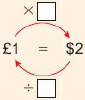 ×
£1 = $2
÷